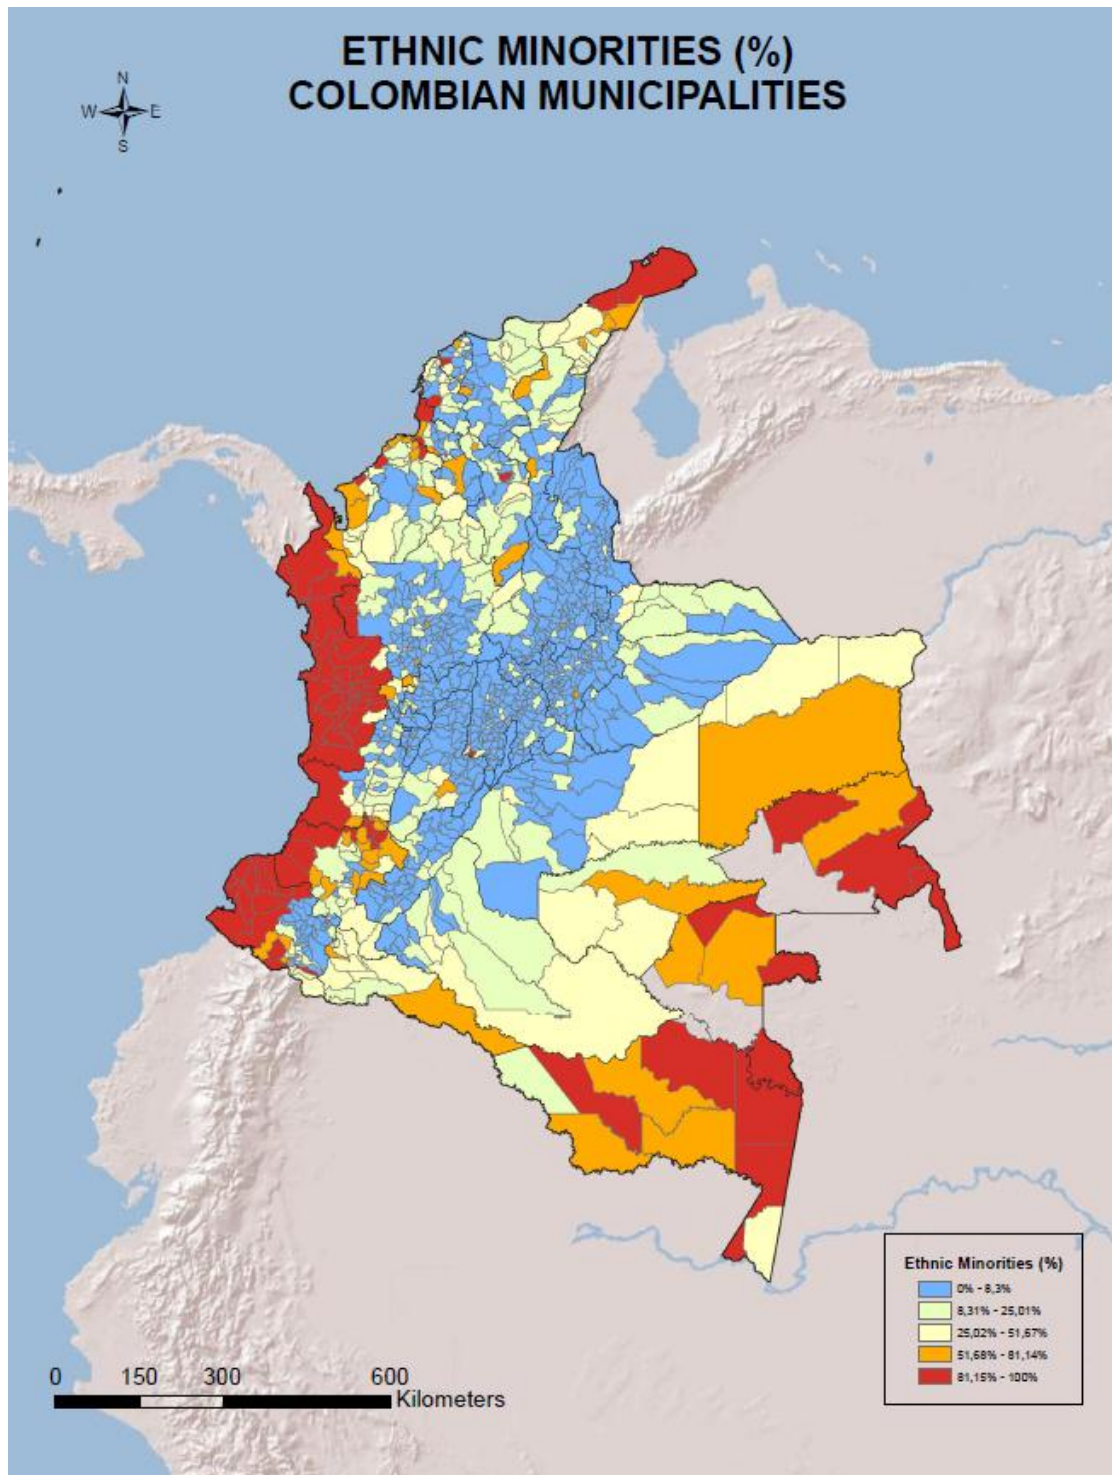 ETHNIC MINORITIES (%)
COLOMBIAN MUNICIPALITIES
N
W E
S
Ethnic Minorities (%)
0% - 8,3%
8,31% - 25,01%
25,02% - 51,67%
51,68% - 81,14%
81,15% - 100%
0 150 300 600
Kilometers